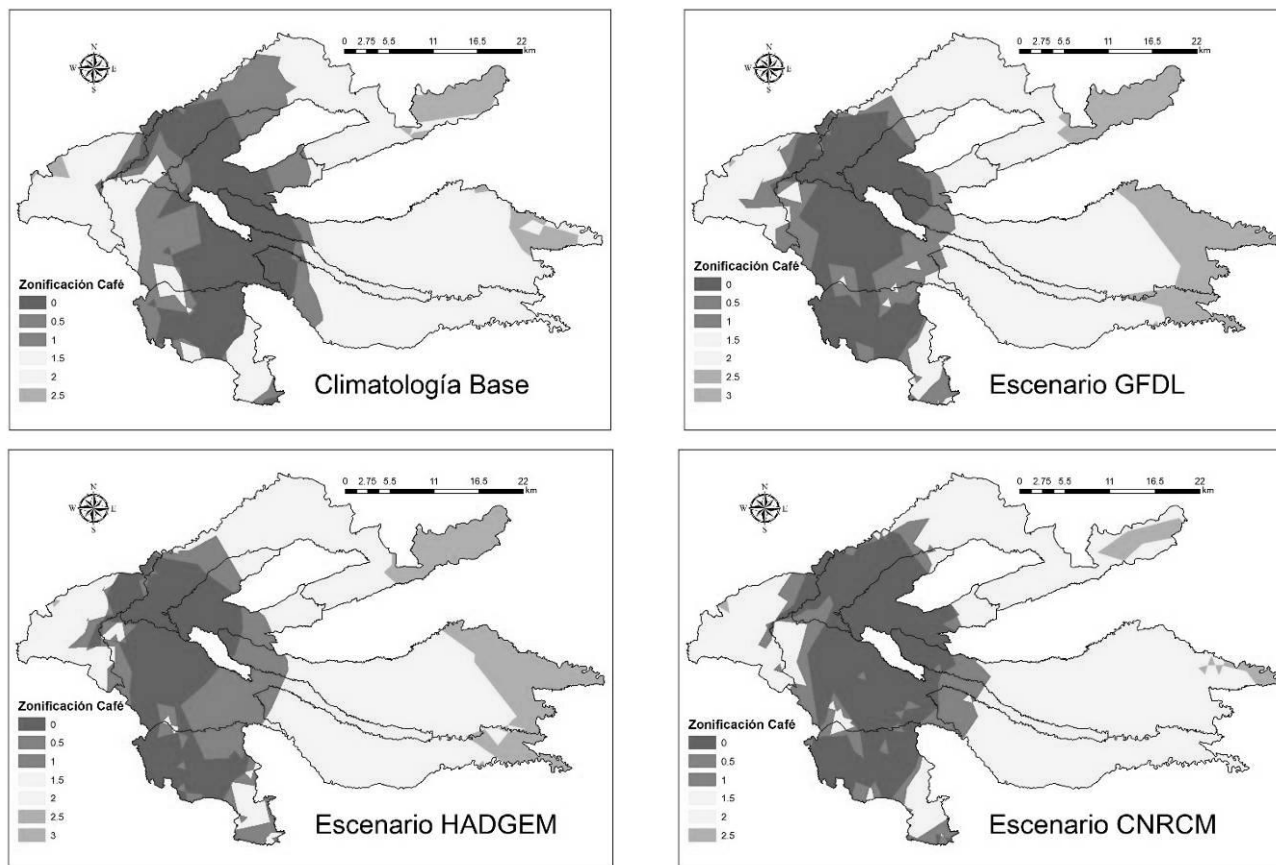 N
W E
S
0 2.75 5.5 11 16.5 22
km
Zonificación Café
0
0.5
1
1.5
2
2.5
Climatología Base
N
W E
S
0 2.75 5.5 11 16.5 22
km
Zonificación Café
0
0.5
1
1.5
2
2.5
3
Escenario GFDL
N
W E
S
0 2.75 5.5 11 16.5 22
km
Zonificación Café
0
0.5
1
1.5
2
2.5
3
Escenario HADGEM
N
W E
S
0 2.75 5.5 11 16.5 22
km
Zonificación Café
0
0.5
1
1.5
2
2.5
Escenario CNRCM